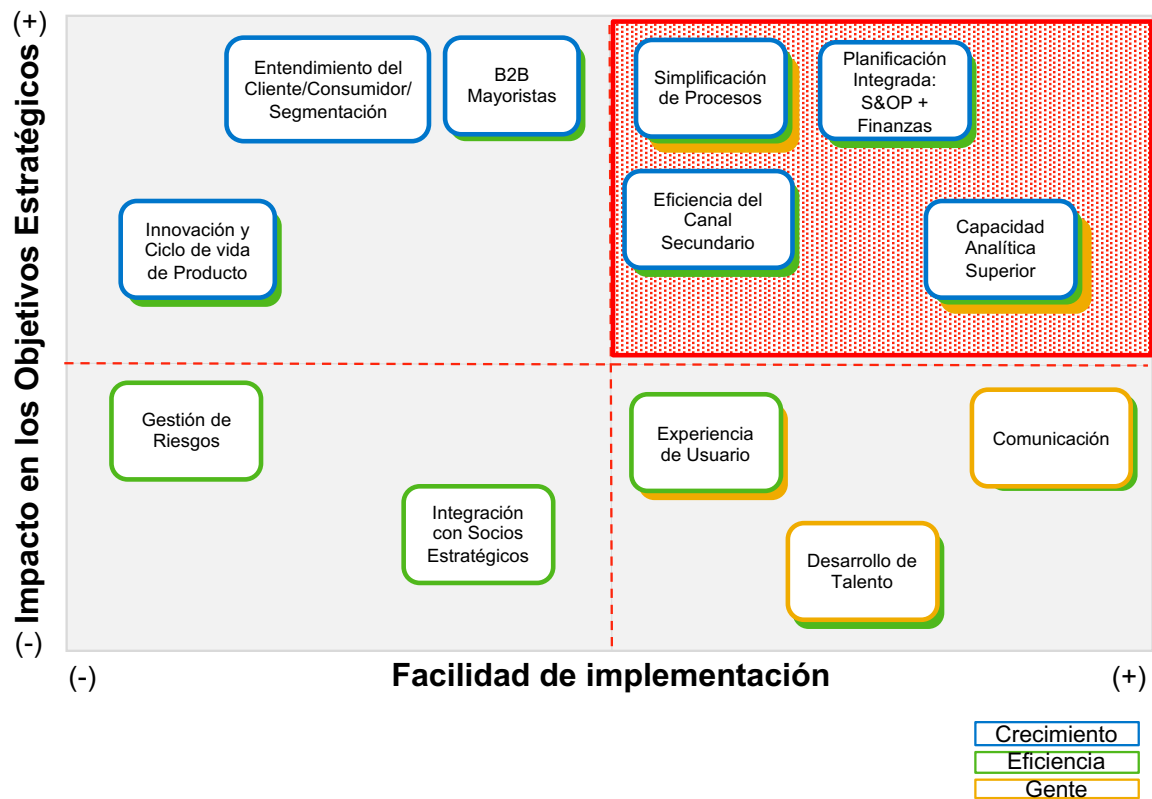 (+)
Impacto en los Objetivos Estratégicos
(-)
Entendimiento del
Cliente/Consumidor/
Segmentación
B2B
Mayoristas
Simplificación
de Procesos
Planificación
Integrada:
S&OP +
Finanzas
Innovación y
Ciclo de vida
de Producto
Eficiencia del
Canal
Secundario
Capacidad
Analítica
Superior
Gestión de
Riesgos
Integración
con Socios
Estratégicos
Experiencia
de Usuario
Comunicación
Desarrollo de
Talento
(-)
Facilidad de implementación
(+)
Crecimiento
Eficiencia
Gente